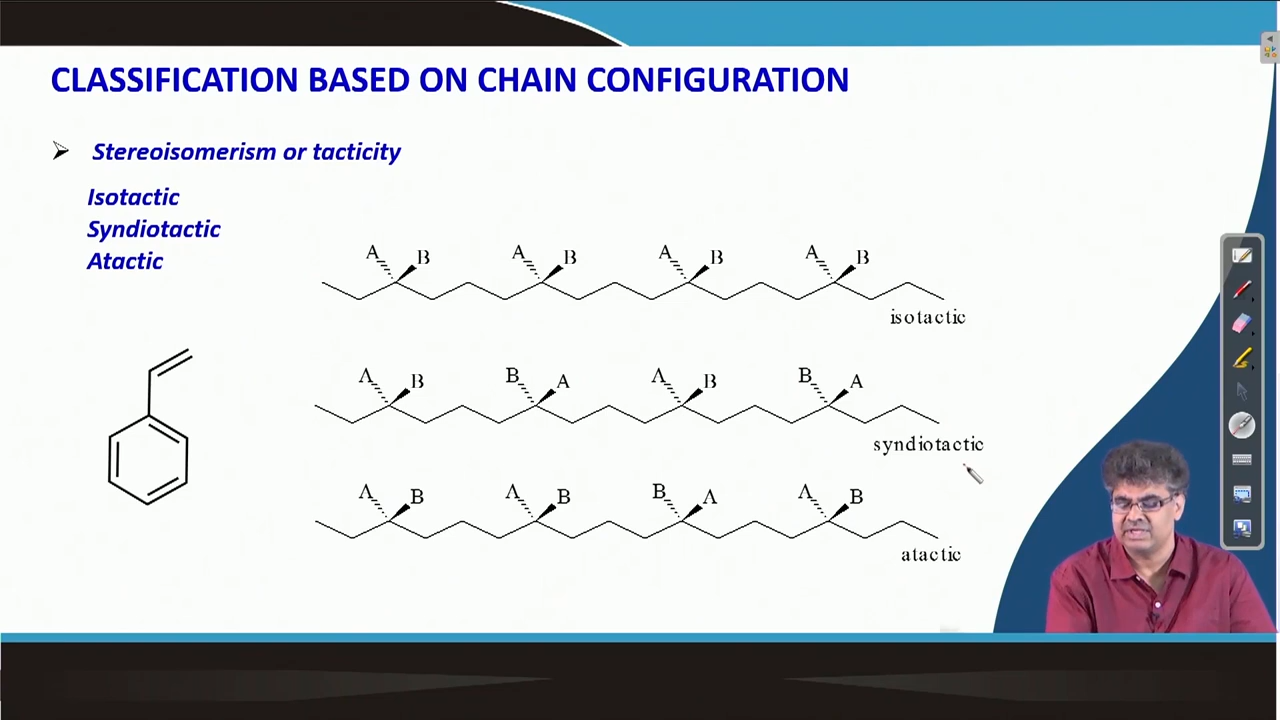 CLASSIFICATION BASED ON CHAIN CONFIGURATION
Stereoisomerism or tacticity
Isotactic
Syndiotactic
Atactic
A B A B A B A B
isotactic
A B B A A B B A
syndiotactic
A B A B B A A B
atactic